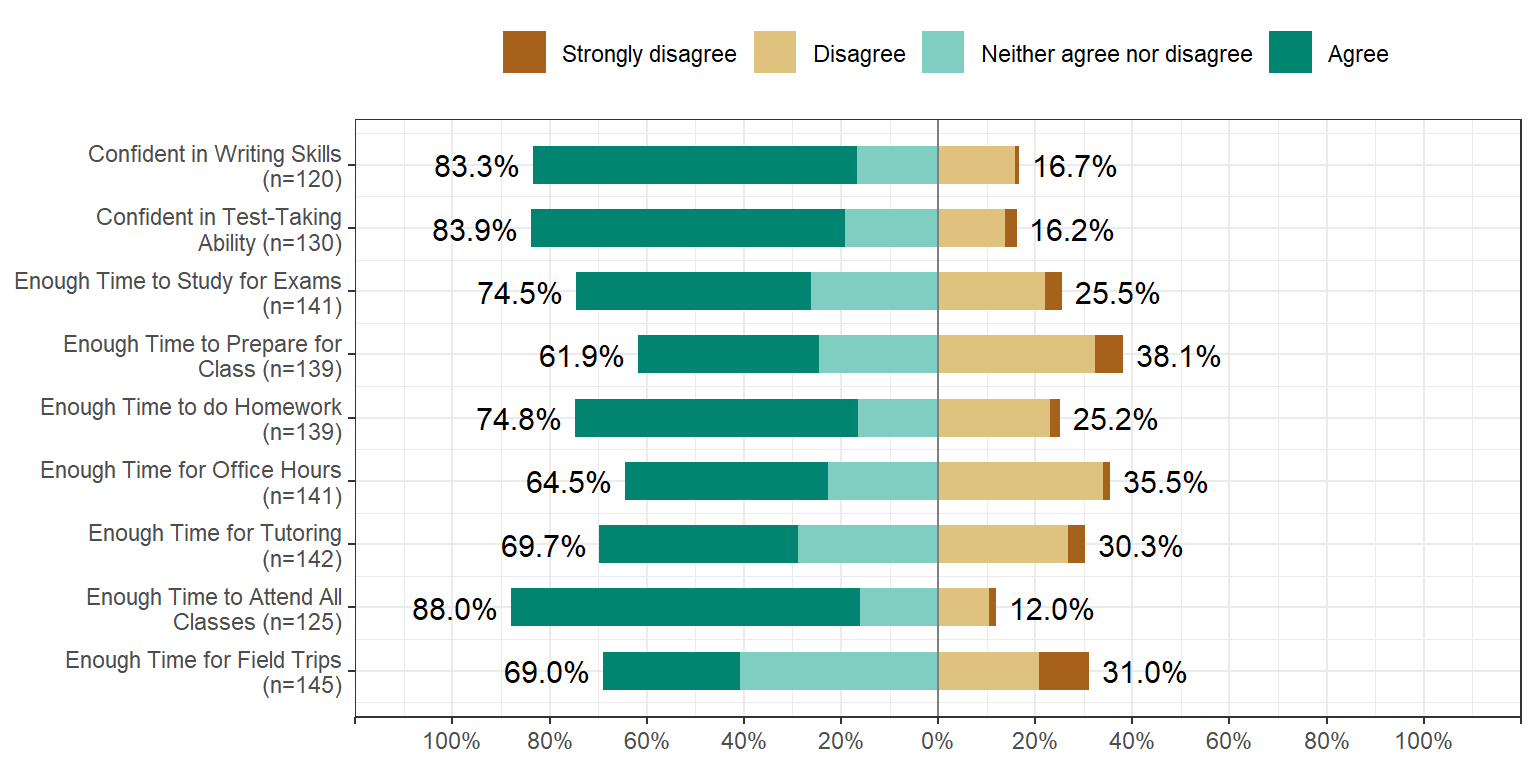 Strongly disagree Disagree Neither agree nor disagree Agree
Confident in Writing Skills
(n=120)
83.3% 16.7%
Confident in Test-Taking
Ability (n=130)
83.9% 16.2%
Enough Time to Study for Exams
(n=141)
74.5% 25.5%
Enough Time to Prepare for
Class (n=139)
61.9% 38.1%
Enough Time to do Homework
(n=139)
74.8% 25.2%
Enough Time for Office Hours
(n=141)
64.5% 35.5%
Enough Time for Tutoring
(n=142)
69.7% 30.3%
Enough Time to Attend All
Classes (n=125)
88.0% 12.0%
Enough Time for Field Trips
(n=145)
69.0% 31.0%
100% 80% 60% 40% 20% 0% 20% 40% 60% 80% 100%